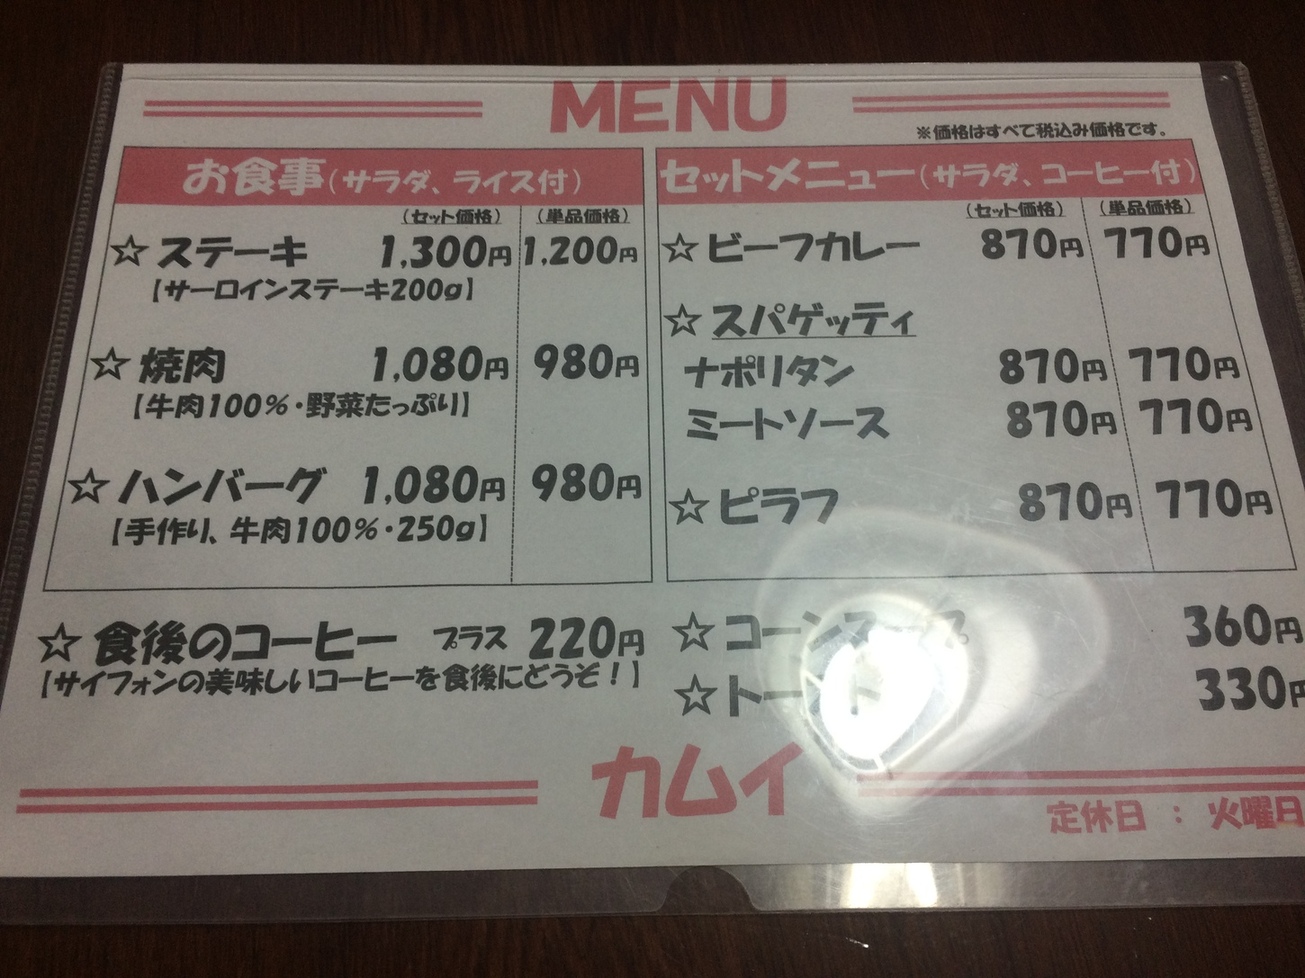 MENU
※価格はすべて税込み価格です。
お食事(サラダ、ライス付)
(セット価格) (単品価格)
☆ ステーキ 1,300円 1,200円
【サーロインステーキ200g】
☆ 焼肉 1,080円 980円
【牛肉100%・野菜たっぷり】
☆ ハンバーグ 1,080円 980円
【手作り、牛肉100%・250g】
セットメニュー(サラダ、コーヒー付)
(セット価格) (単品価格)
☆ ビーフカレー 870円 770円
☆ スパゲッティ
ナポリタン 870円 770円
ミートソース 870円 770円
☆ ピラフ 870円 770円
☆ 食後のコーヒー プラス 220円
【サイフォンの美味しいコーヒーを食後にどうぞ!】
☆ コーンスープ 360円
☆ トースト 330円
カムイ
定休日 : 火曜日